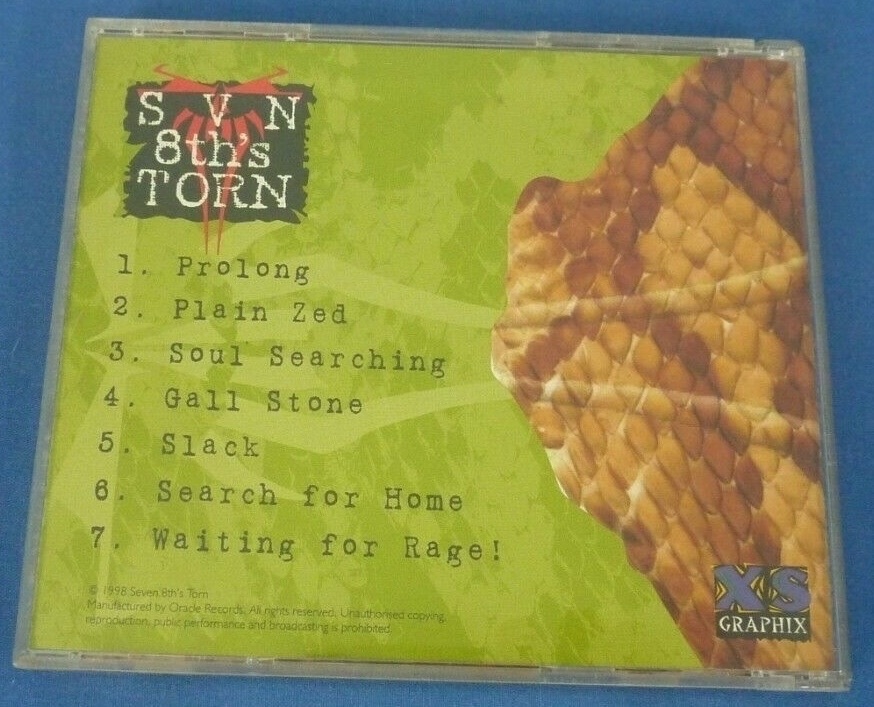 S V N
8th's
TORN
1. Prolong
2. Plain Zed
3. Soul Searching
4. Gall Stone
5. Slack
6. Search for Home
7. Waiting for Rage!
© 1998 Seven 8th's Torn
Manufactured by Oracle Records. All rights reserved. Unauthorised copying,
reproduction, public performance and broadcasting is prohibited.
XS
GRAPHIX